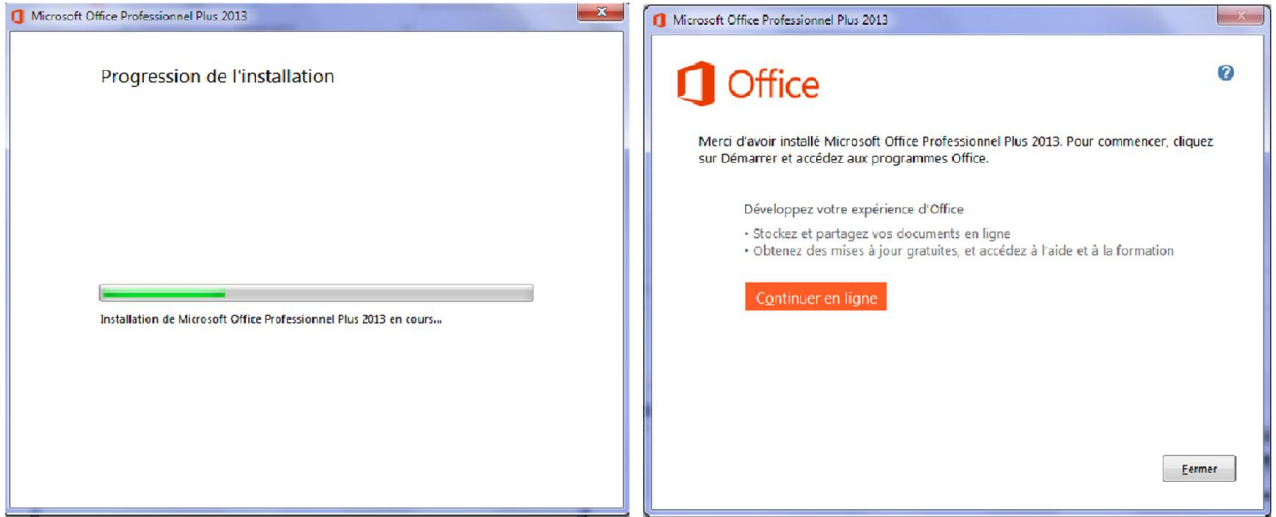 Microsoft Office Professionnel Plus 2013
Progression de l'installation
Installation de Microsoft Office Professionnel Plus 2013 en cours...
Microsoft Office Professionnel Plus 2013
Office
Merci d'avoir installé Microsoft Office Professionnel Plus 2013. Pour commencer, cliquez
sur Démarrer et accédez aux programmes Office.
Développez votre expérience d'Office
• Stockez et partagez vos documents en ligne
• Obtenez des mises à jour gratuites, et accédez à l'aide et à la formation
Continuer en ligne
Fermer